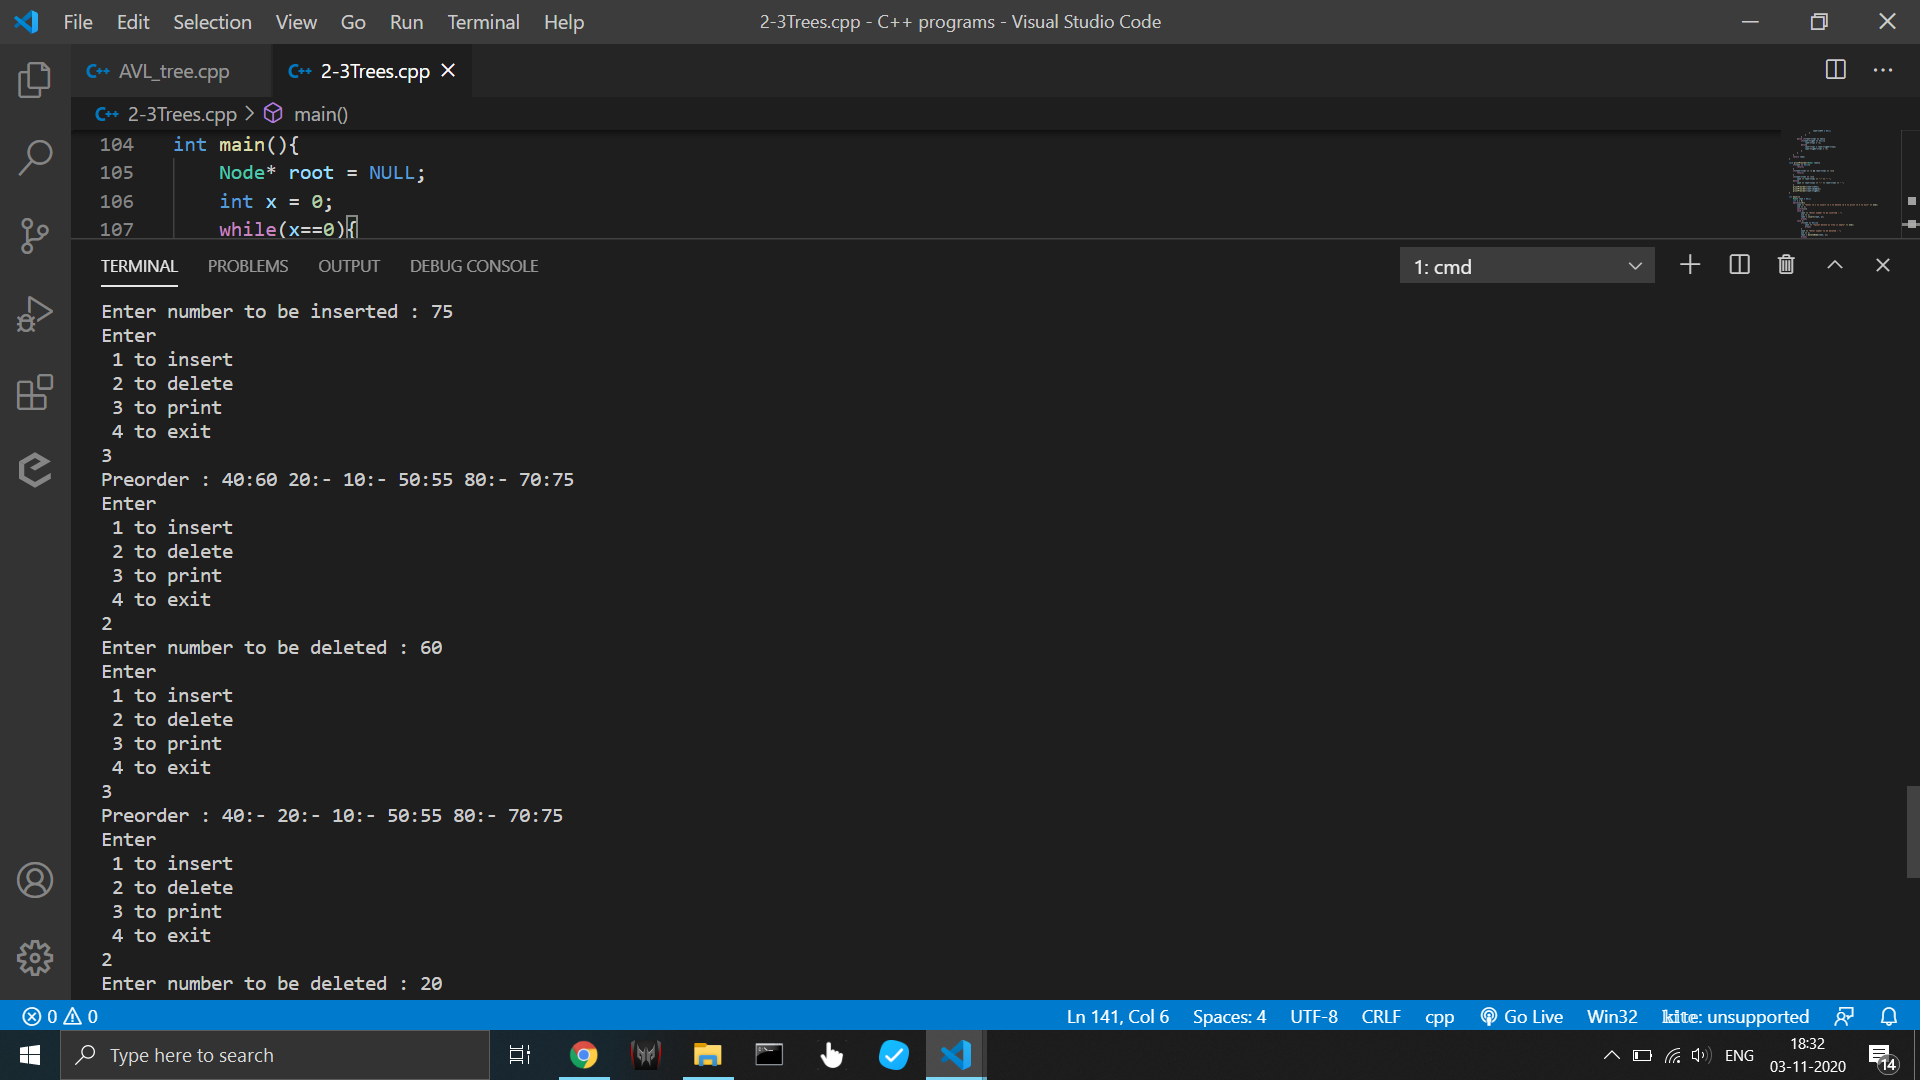 File Edit Selection View Go Run Terminal Help 2-3Trees.cpp - C++ programs - Visual Studio Code
C++ AVL_tree.cpp C++ 2-3Trees.cpp
C++ 2-3Trees.cpp > main()
104 int main(){
105 Node* root = NULL;
106 int x = 0;
107 while(x==0){
TERMINAL PROBLEMS OUTPUT DEBUG CONSOLE 1: cmd
Enter number to be inserted : 75
Enter
1 to insert
2 to delete
3 to print
4 to exit
3
Preorder : 40:60 20:- 10:- 50:55 80:- 70:75
Enter
1 to insert
2 to delete
3 to print
4 to exit
2
Enter number to be deleted : 60
Enter
1 to insert
2 to delete
3 to print
4 to exit
3
Preorder : 40:- 20:- 10:- 50:55 80:- 70:75
Enter
1 to insert
2 to delete
3 to print
4 to exit
2
Enter number to be deleted : 20
0 0 Ln 141, Col 6 Spaces: 4 UTF-8 CRLF cpp Go Live Win32 kite: unsupported
Type here to search ENG 18:32
03-11-2020 14